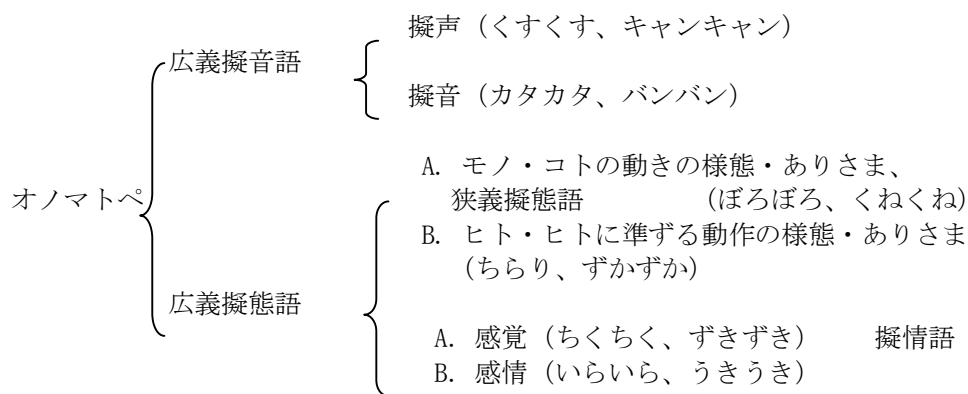 擬声（くすくす、キャンキャン）
広義擬音語
擬音（カタカタ、バンバン）
A. モノ・コトの動きの様態・ありさま、
オノマトペ
狭義擬態語 （ぼろぼろ、くねくね）
B. ヒト・ヒトに準ずる動作の様態・ありさま
（ちらり、ずかずか）
広義擬態語
A. 感覚（ちくちく、ずきずき） 擬情語
B. 感情（いらいら、うきうき）